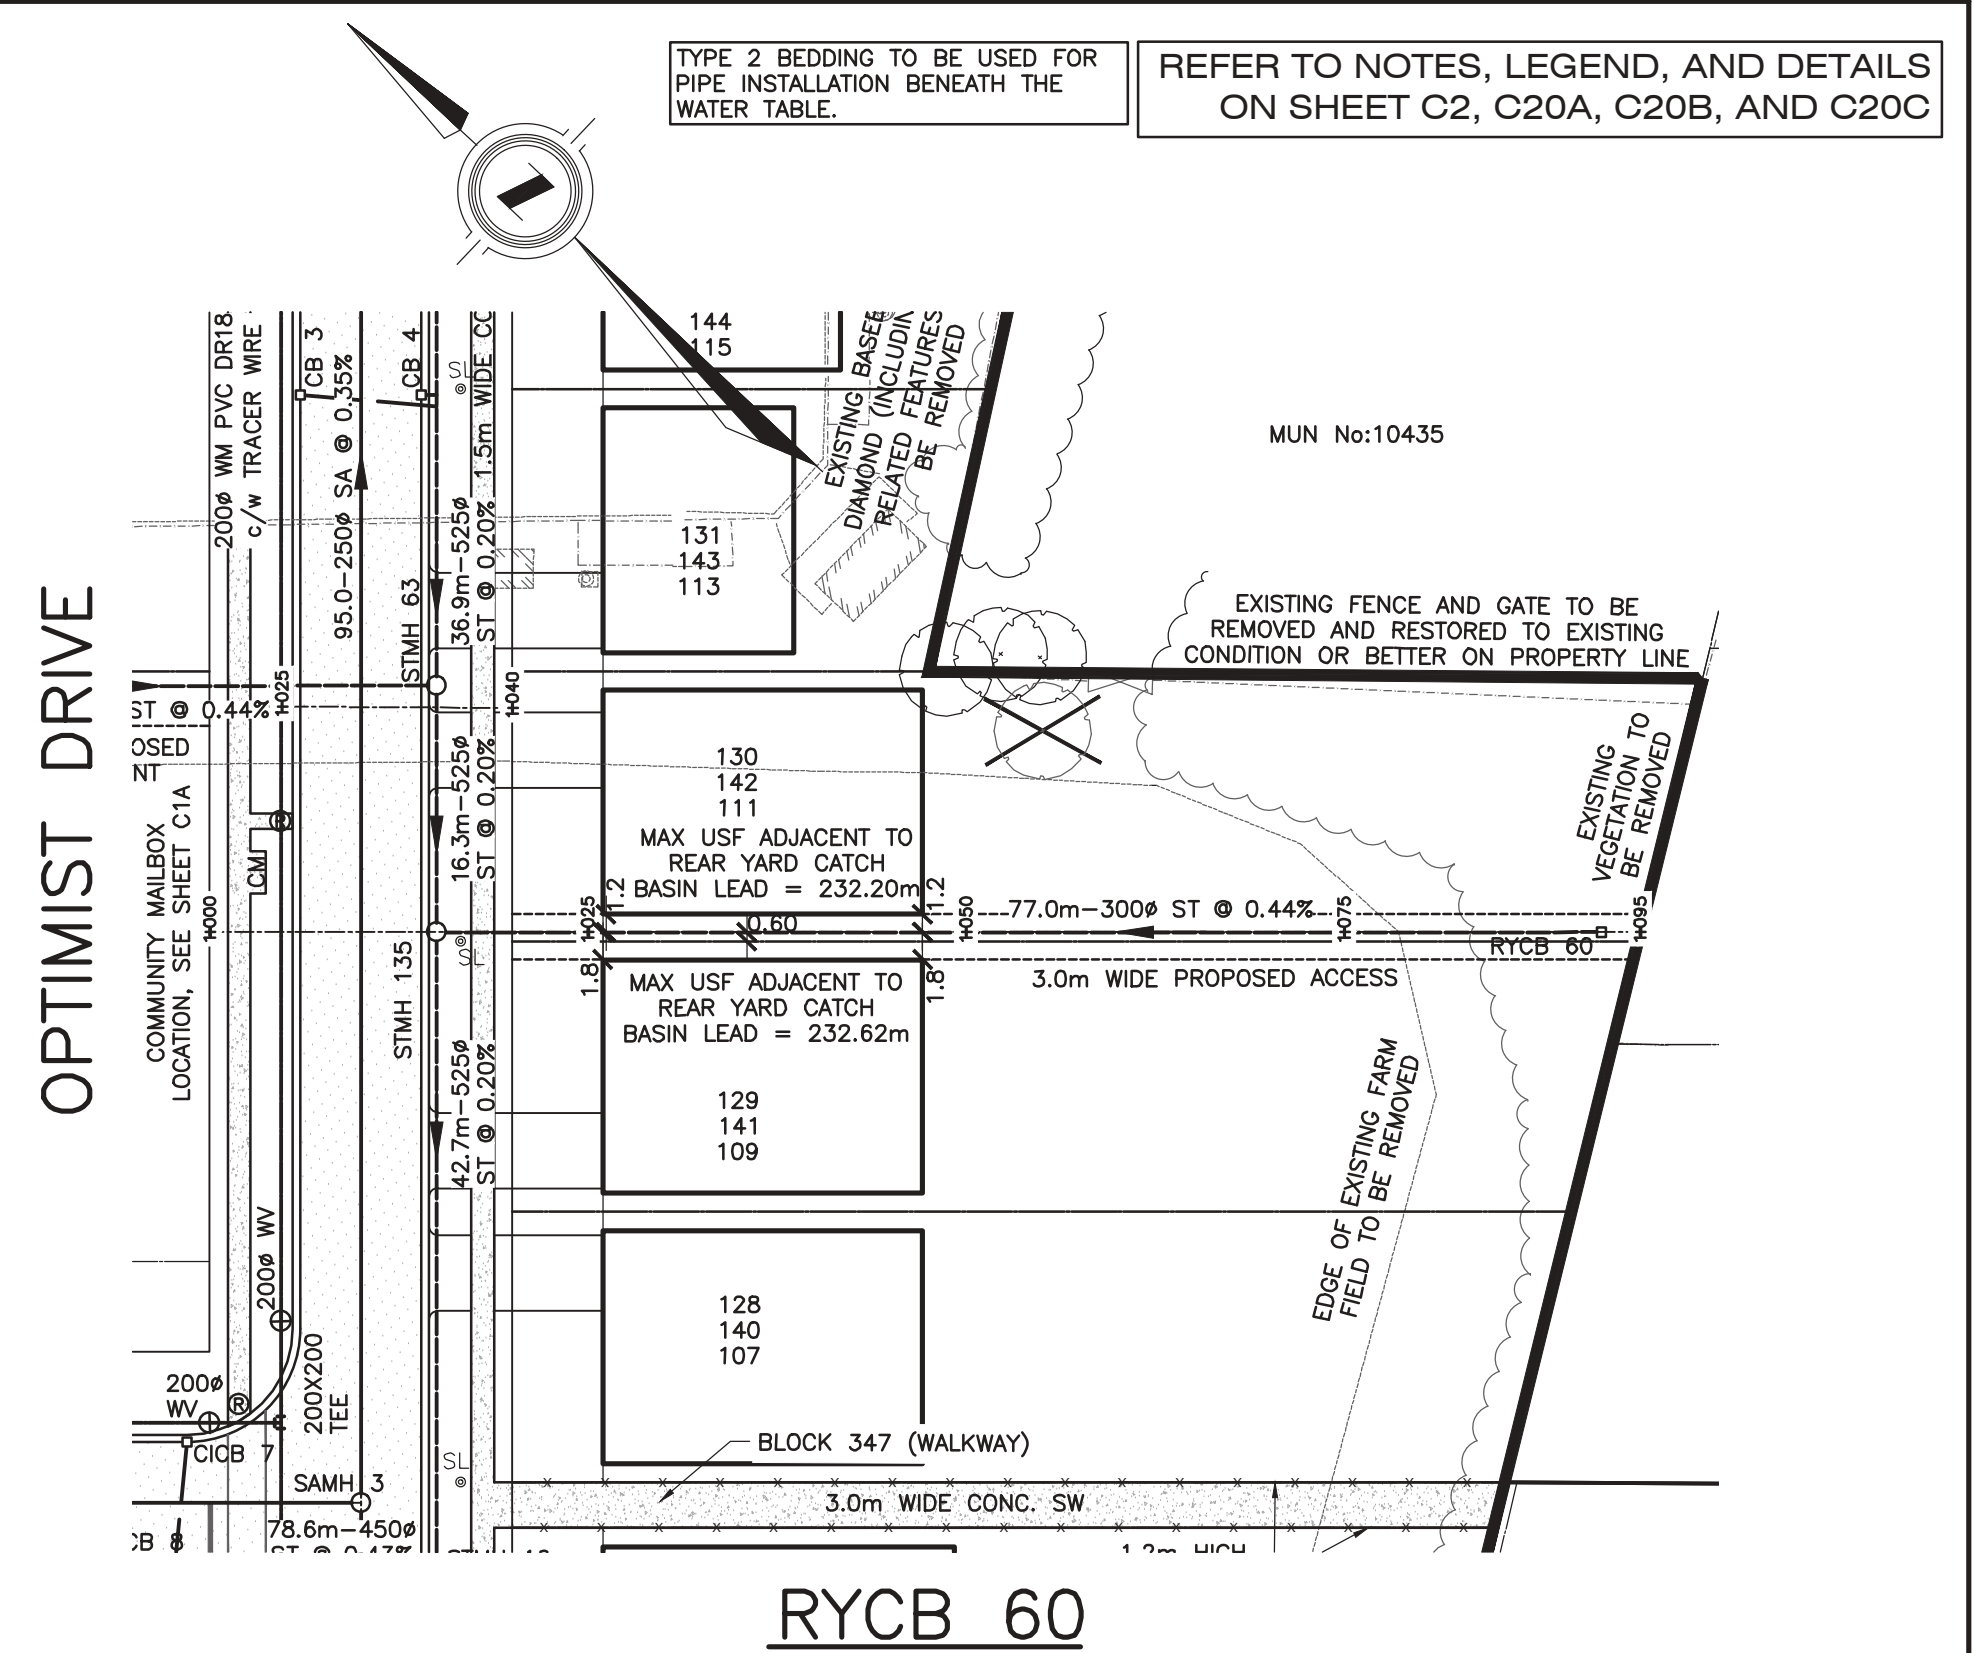 TYPE 2 BEDDING TO BE USED FOR
PIPE INSTALLATION BENEATH THE
WATER TABLE.
REFER TO NOTES, LEGEND, AND DETAILS
ON SHEET C2, C20A, C20B, AND C20C
OPTIMIST DRIVE
200ø WM PVC DR18
c/w TRACER WIRE
CB 3
95.0-250ø SA @ 0.35%
CB 4
SL
1.5m WIDE
144
115
EXISTING
DIAMOND
RELATED FEATURES
BE REMOVED
MUN No:10435
131
143
113
STMH 63
36.9m-525ø
ST @ 0.20%
EXISTING FENCE AND GATE TO BE
REMOVED AND RESTORED TO EXISTING
CONDITION OR BETTER ON PROPERTY LINE
1+025
1+040
ST @ 0.44%
16.3m-525ø
ST @ 0.20%
130
142
111
MAX USF ADJACENT TO
REAR YARD CATCH
BASIN LEAD = 232.20m
EXISTING
VEGETATION TO
BE REMOVED
COMMUNITY MAILBOX
LOCATION, SEE SHEET C1A
R
CM
1+000
1+025
1.2
0.60
1.2
1+050
77.0m-300ø ST @ 0.44%
1+075
1+095
RYCB 60
3.0m WIDE PROPOSED ACCESS
STMH 135
SL
1.8
1.8
MAX USF ADJACENT TO
REAR YARD CATCH
BASIN LEAD = 232.62m
42.7m-525ø
ST @ 0.20%
129
141
109
EDGE OF EXISTING FARM
FIELD TO BE REMOVED
200ø WV
128
140
107
200ø
WV
R
200X200
TEE
CICB 7
SL
BLOCK 347 (WALKWAY)
SAMH 3
3.0m WIDE CONC. SW
78.6m-450ø
CB 8
1.2m HIGH
RYCB 60